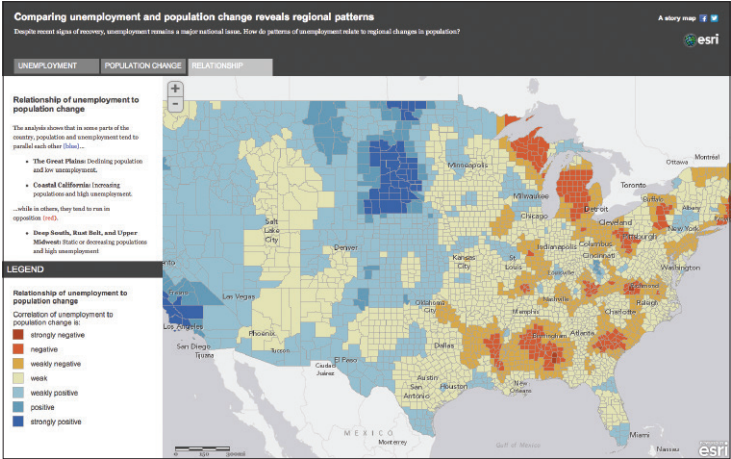 Comparing unemployment and population change reveals regional patterns
Despite recent signs of recovery, unemployment remains a major national issue. How do patterns of unemployment relate to regional changes in population?
A story map
esri
UNEMPLOYMENT
POPULATION CHANGE
RELATIONSHIP
Relationship of unemployment to
population change
The analysis shows that in some parts of the
country, population and unemployment tend to
parallel each other (blue)...
• The Great Plains: Declining population
and low unemployment.
• Coastal California: Increasing
populations and high unemployment.
...while in others, they tend to run in
opposition (red).
• Deep South, Rust Belt, and Upper
Midwest: Static or decreasing populations
and high unemployment
LEGEND
Relationship of unemployment to
population change
Correlation of unemployment to
population change is:
strongly negative
negative
weakly negative
weak
weakly positive
positive
strongly positive
+
−
Minneapolis
Ottawa
Montréal
Toronto
Milwaukee
Buffalo
Albany
Detroit
Chicago
Cleveland
New York
Pittsburgh
Salt
Lake
City
Denver
Indianapolis
Columbus
Cincinnati
Washington
Kansas
City
St
Louis
Louisville
Richmond
Fresno
Las Vegas
Nashville
Raleigh
Oklahoma
City
Memphis
Charlotte
Los Angeles
Phoenix
Birmingham
Atlanta
San Diego
Tijuana
Tucson
Dallas
El Paso
Ciudad
Juárez
Austin
San
Antonio
Houston
New
Orleans
MEXICO
Monterrey
Gulf of Mexico
Miami
Nassau
esri